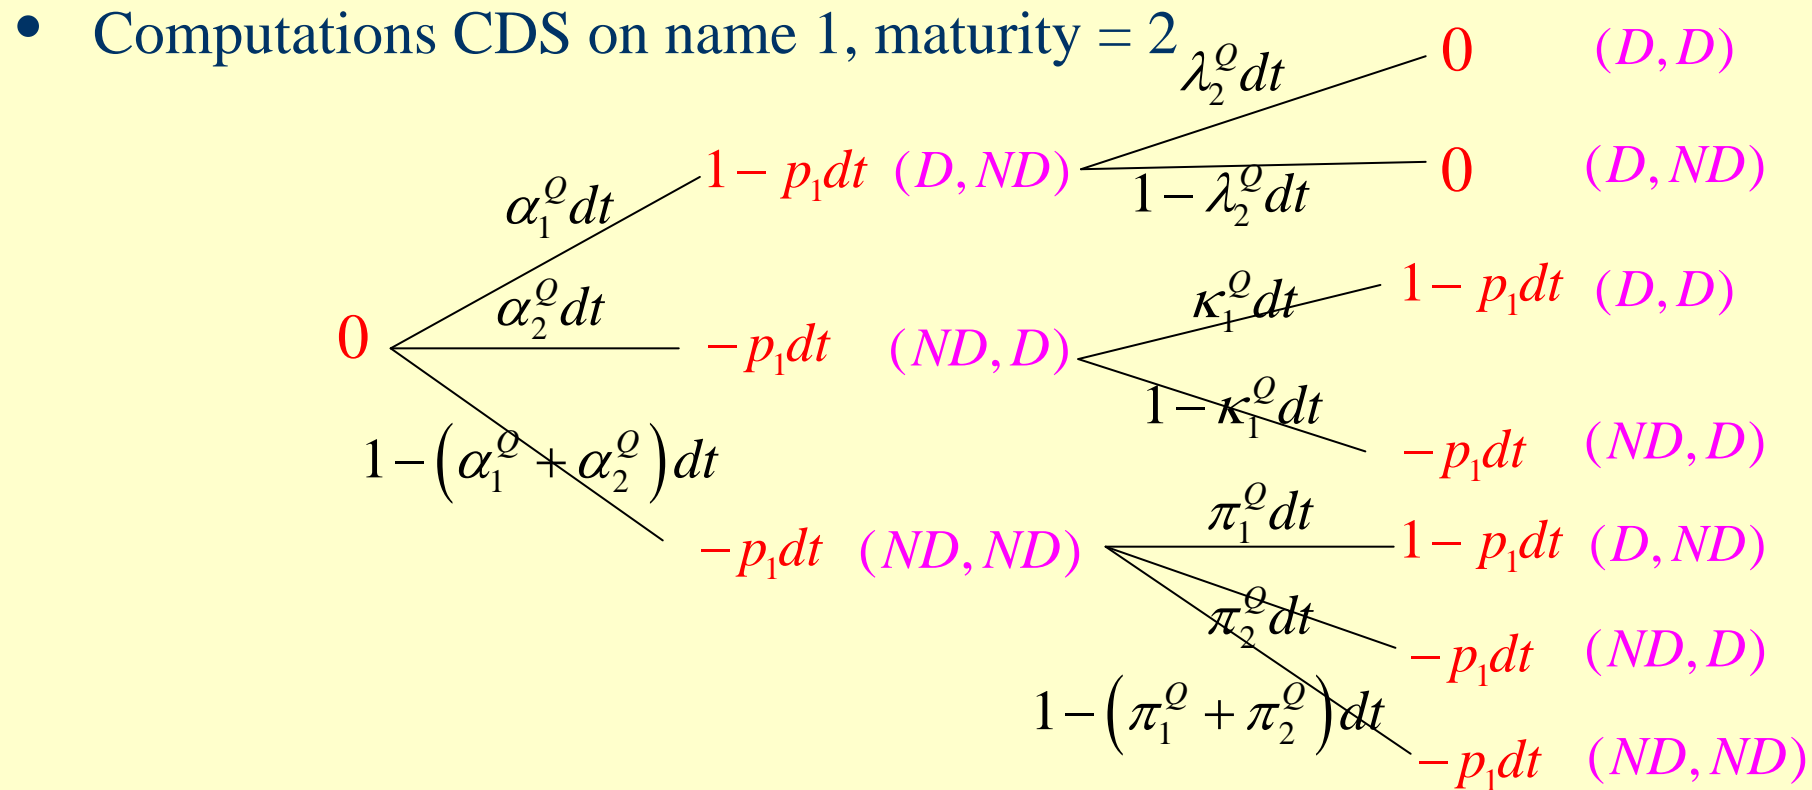 • Computations CDS on name 1, maturity = 2
λ₂^Q dt
0 (D, D)
α₁^Q dt
1 − p₁dt (D, ND)
1 − λ₂^Q dt
0 (D, ND)
α₂^Q dt
κ₁^Q dt
1 − p₁dt (D, D)
0
−p₁dt (ND, D)
1 − κ₁^Q dt
−p₁dt (ND, D)
1 − (α₁^Q + α₂^Q) dt
−p₁dt (ND, ND)
π₁^Q dt
1 − p₁dt (D, ND)
π₂^Q dt
−p₁dt (ND, D)
1 − (π₁^Q + π₂^Q) dt
−p₁dt (ND, ND)